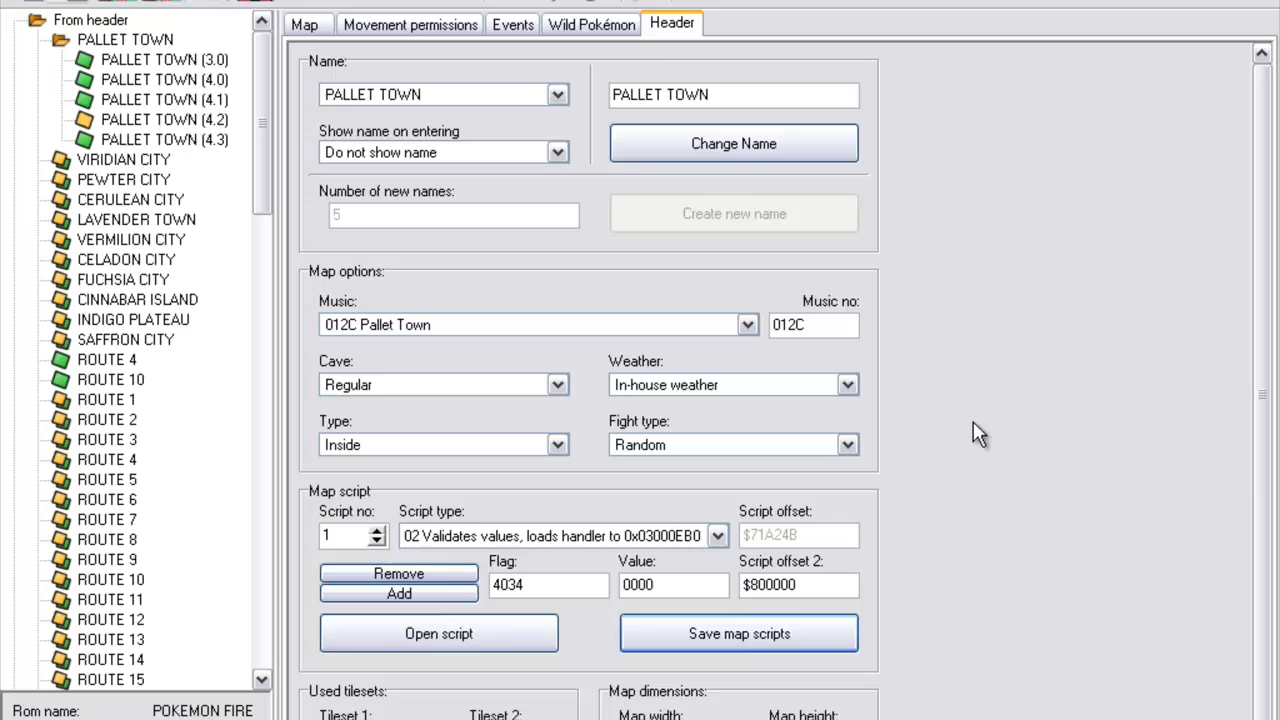 From header
PALLET TOWN
PALLET TOWN (3.0)
PALLET TOWN (4.0)
PALLET TOWN (4.1)
PALLET TOWN (4.2)
PALLET TOWN (4.3)
VIRIDIAN CITY
PEWTER CITY
CERULEAN CITY
LAVENDER TOWN
VERMILION CITY
CELADON CITY
FUCHSIA CITY
CINNABAR ISLAND
INDIGO PLATEAU
SAFFRON CITY
ROUTE 4
ROUTE 10
ROUTE 1
ROUTE 2
ROUTE 3
ROUTE 4
ROUTE 5
ROUTE 6
ROUTE 7
ROUTE 8
ROUTE 9
ROUTE 10
ROUTE 11
ROUTE 12
ROUTE 13
ROUTE 14
ROUTE 15
Rom name: POKEMON FIRE
Map Movement permissions Events Wild Pokémon Header
Name:
PALLET TOWN PALLET TOWN
Show name on entering
Do not show name Change Name
Number of new names:
5 Create new name
Map options:
Music: Music no:
012C Pallet Town 012C
Cave: Weather:
Regular In-house weather
Type: Fight type:
Inside Random
Map script
Script no: Script type: Script offset:
1 02 Validates values, loads handler to 0x03000EB0 $71A24B
Remove Flag: Value: Script offset 2:
Add 4034 0000 $800000
Open script Save map scripts
Used tilesets: Map dimensions:
Tileset 1: Tileset 2: Map width: Map height: